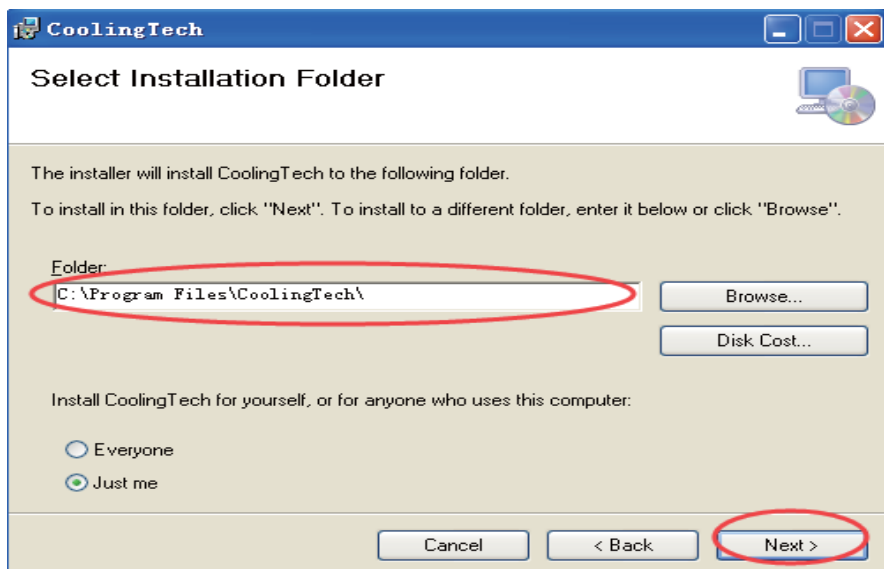 CoolingTech
Select Installation Folder
The installer will install CoolingTech to the following folder.
To install in this folder, click "Next". To install to a different folder, enter it below or click "Browse".
Folder:
C:\Program Files\CoolingTech\
Browse...
Disk Cost...
Install CoolingTech for yourself, or for anyone who uses this computer:
Everyone
Just me
Cancel
< Back
Next >